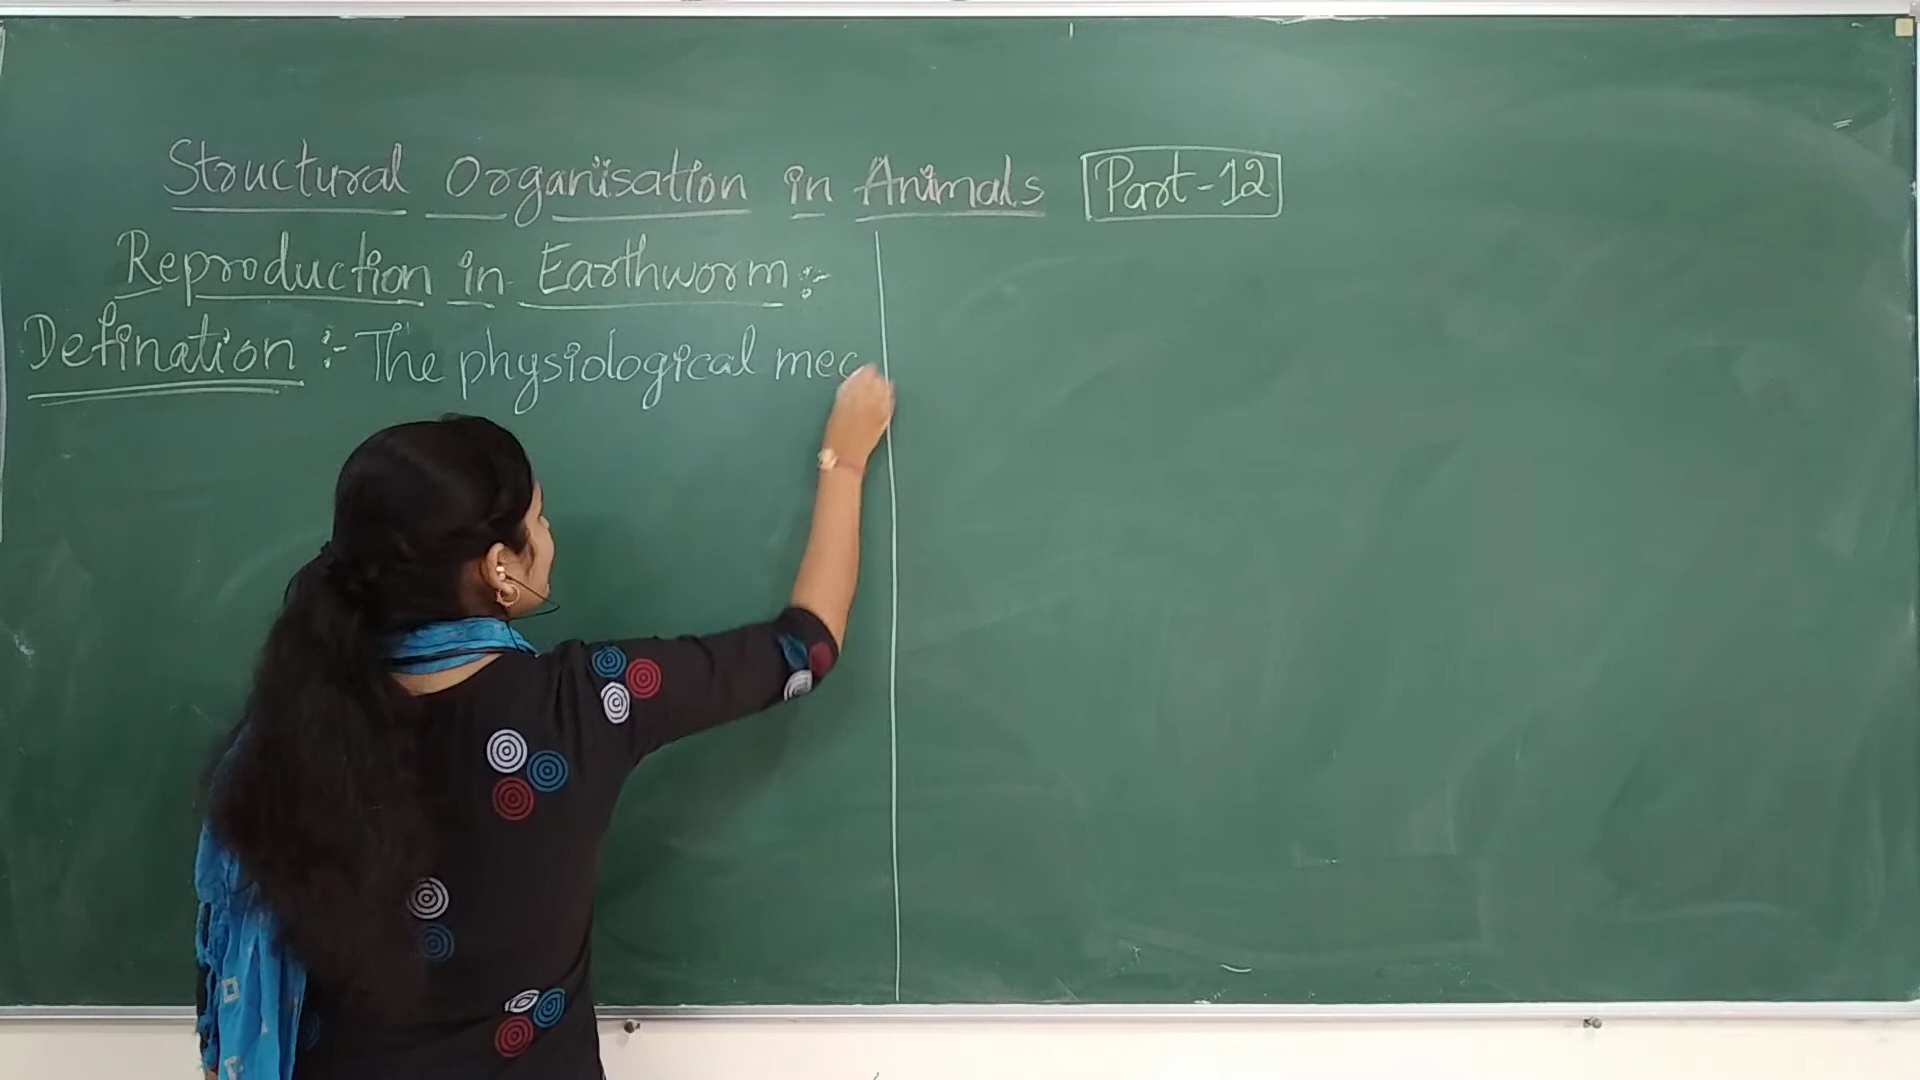 Structural Organisation in Animals Part-12
Reproduction in Earthworm :-
Defination :- The physiological mec